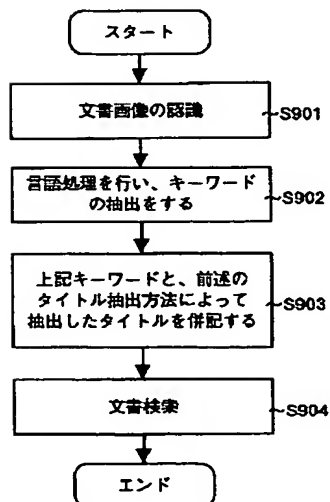 スタート
文書画像の認識
S901
言語処理を行い、キーワード
の抽出をする
S902
上記キーワードと、前述の
タイトル抽出方法によって
抽出したタイトルを併記する
S903
文書検索
S904
エンド